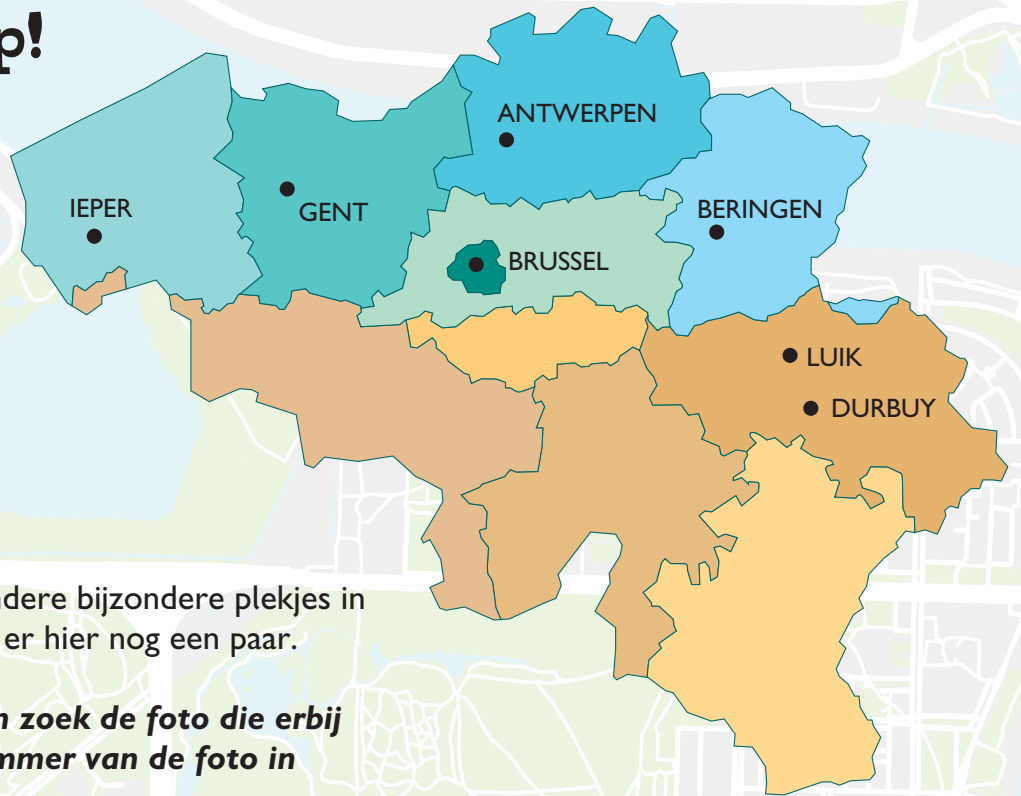 p!
ANTWERPEN
IEPER
GENT
BERINGEN
BRUSSEL
LUIK
DURBUY
ndere bijzondere plekjes in
er hier nog een paar.
n zoek de foto die erbij
mmer van de foto in